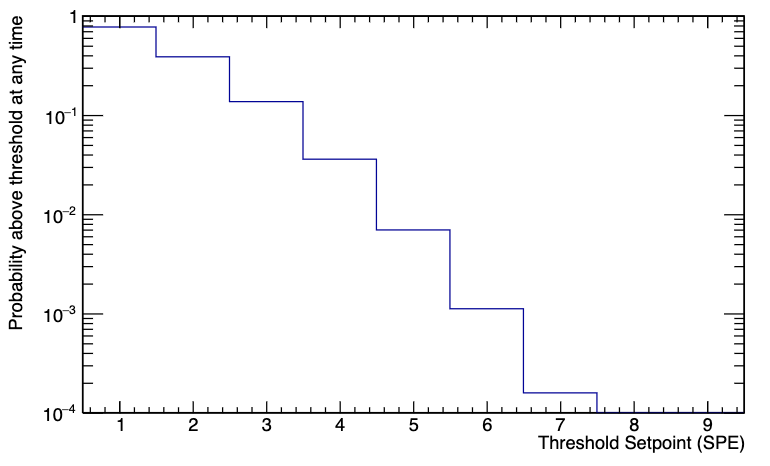 Probability above threshold at any time
1
10⁻¹
10⁻²
10⁻³
10⁻⁴
1 2 3 4 5 6 7 8 9
Threshold Setpoint (SPE)